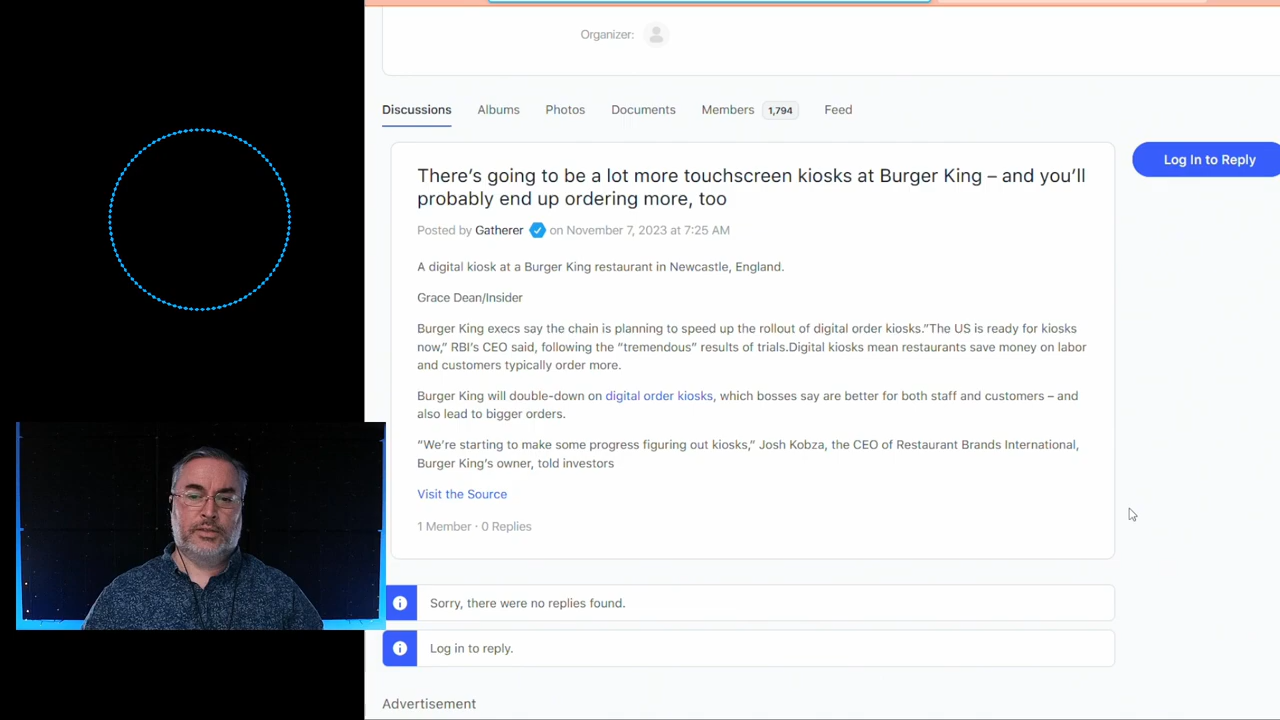 Organizer:
Discussions Albums Photos Documents Members 1,794 Feed
There’s going to be a lot more touchscreen kiosks at Burger King – and you’ll
probably end up ordering more, too
Log In to Reply
Posted by Gatherer on November 7, 2023 at 7:25 AM
A digital kiosk at a Burger King restaurant in Newcastle, England.
Grace Dean/Insider
Burger King execs say the chain is planning to speed up the rollout of digital order kiosks.”The US is ready for kiosks
now,” RBI’s CEO said, following the “tremendous” results of trials.Digital kiosks mean restaurants save money on labor
and customers typically order more.
Burger King will double-down on digital order kiosks, which bosses say are better for both staff and customers – and
also lead to bigger orders.
“We’re starting to make some progress figuring out kiosks,” Josh Kobza, the CEO of Restaurant Brands International,
Burger King’s owner, told investors
Visit the Source
1 Member · 0 Replies
Sorry, there were no replies found.
Log in to reply.
Advertisement